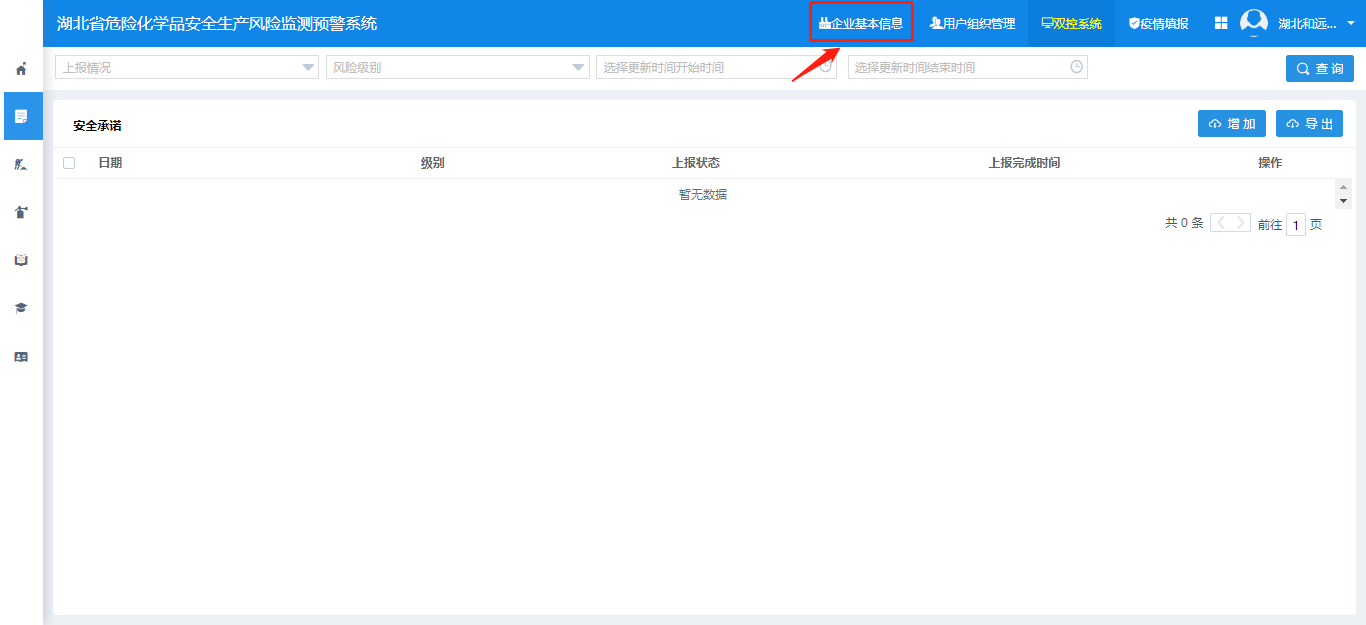 湖北省危险化学品安全生产风险监测预警系统
企业基本信息
用户组织管理
双控系统
疫情填报
湖北和远...
上报情况
风险级别
选择更新时间开始时间
选择更新时间结束时间
查 询
安全承诺
增 加
导 出
日期 级别 上报状态 上报完成时间 操作
暂无数据
共 0 条 前往 1 页